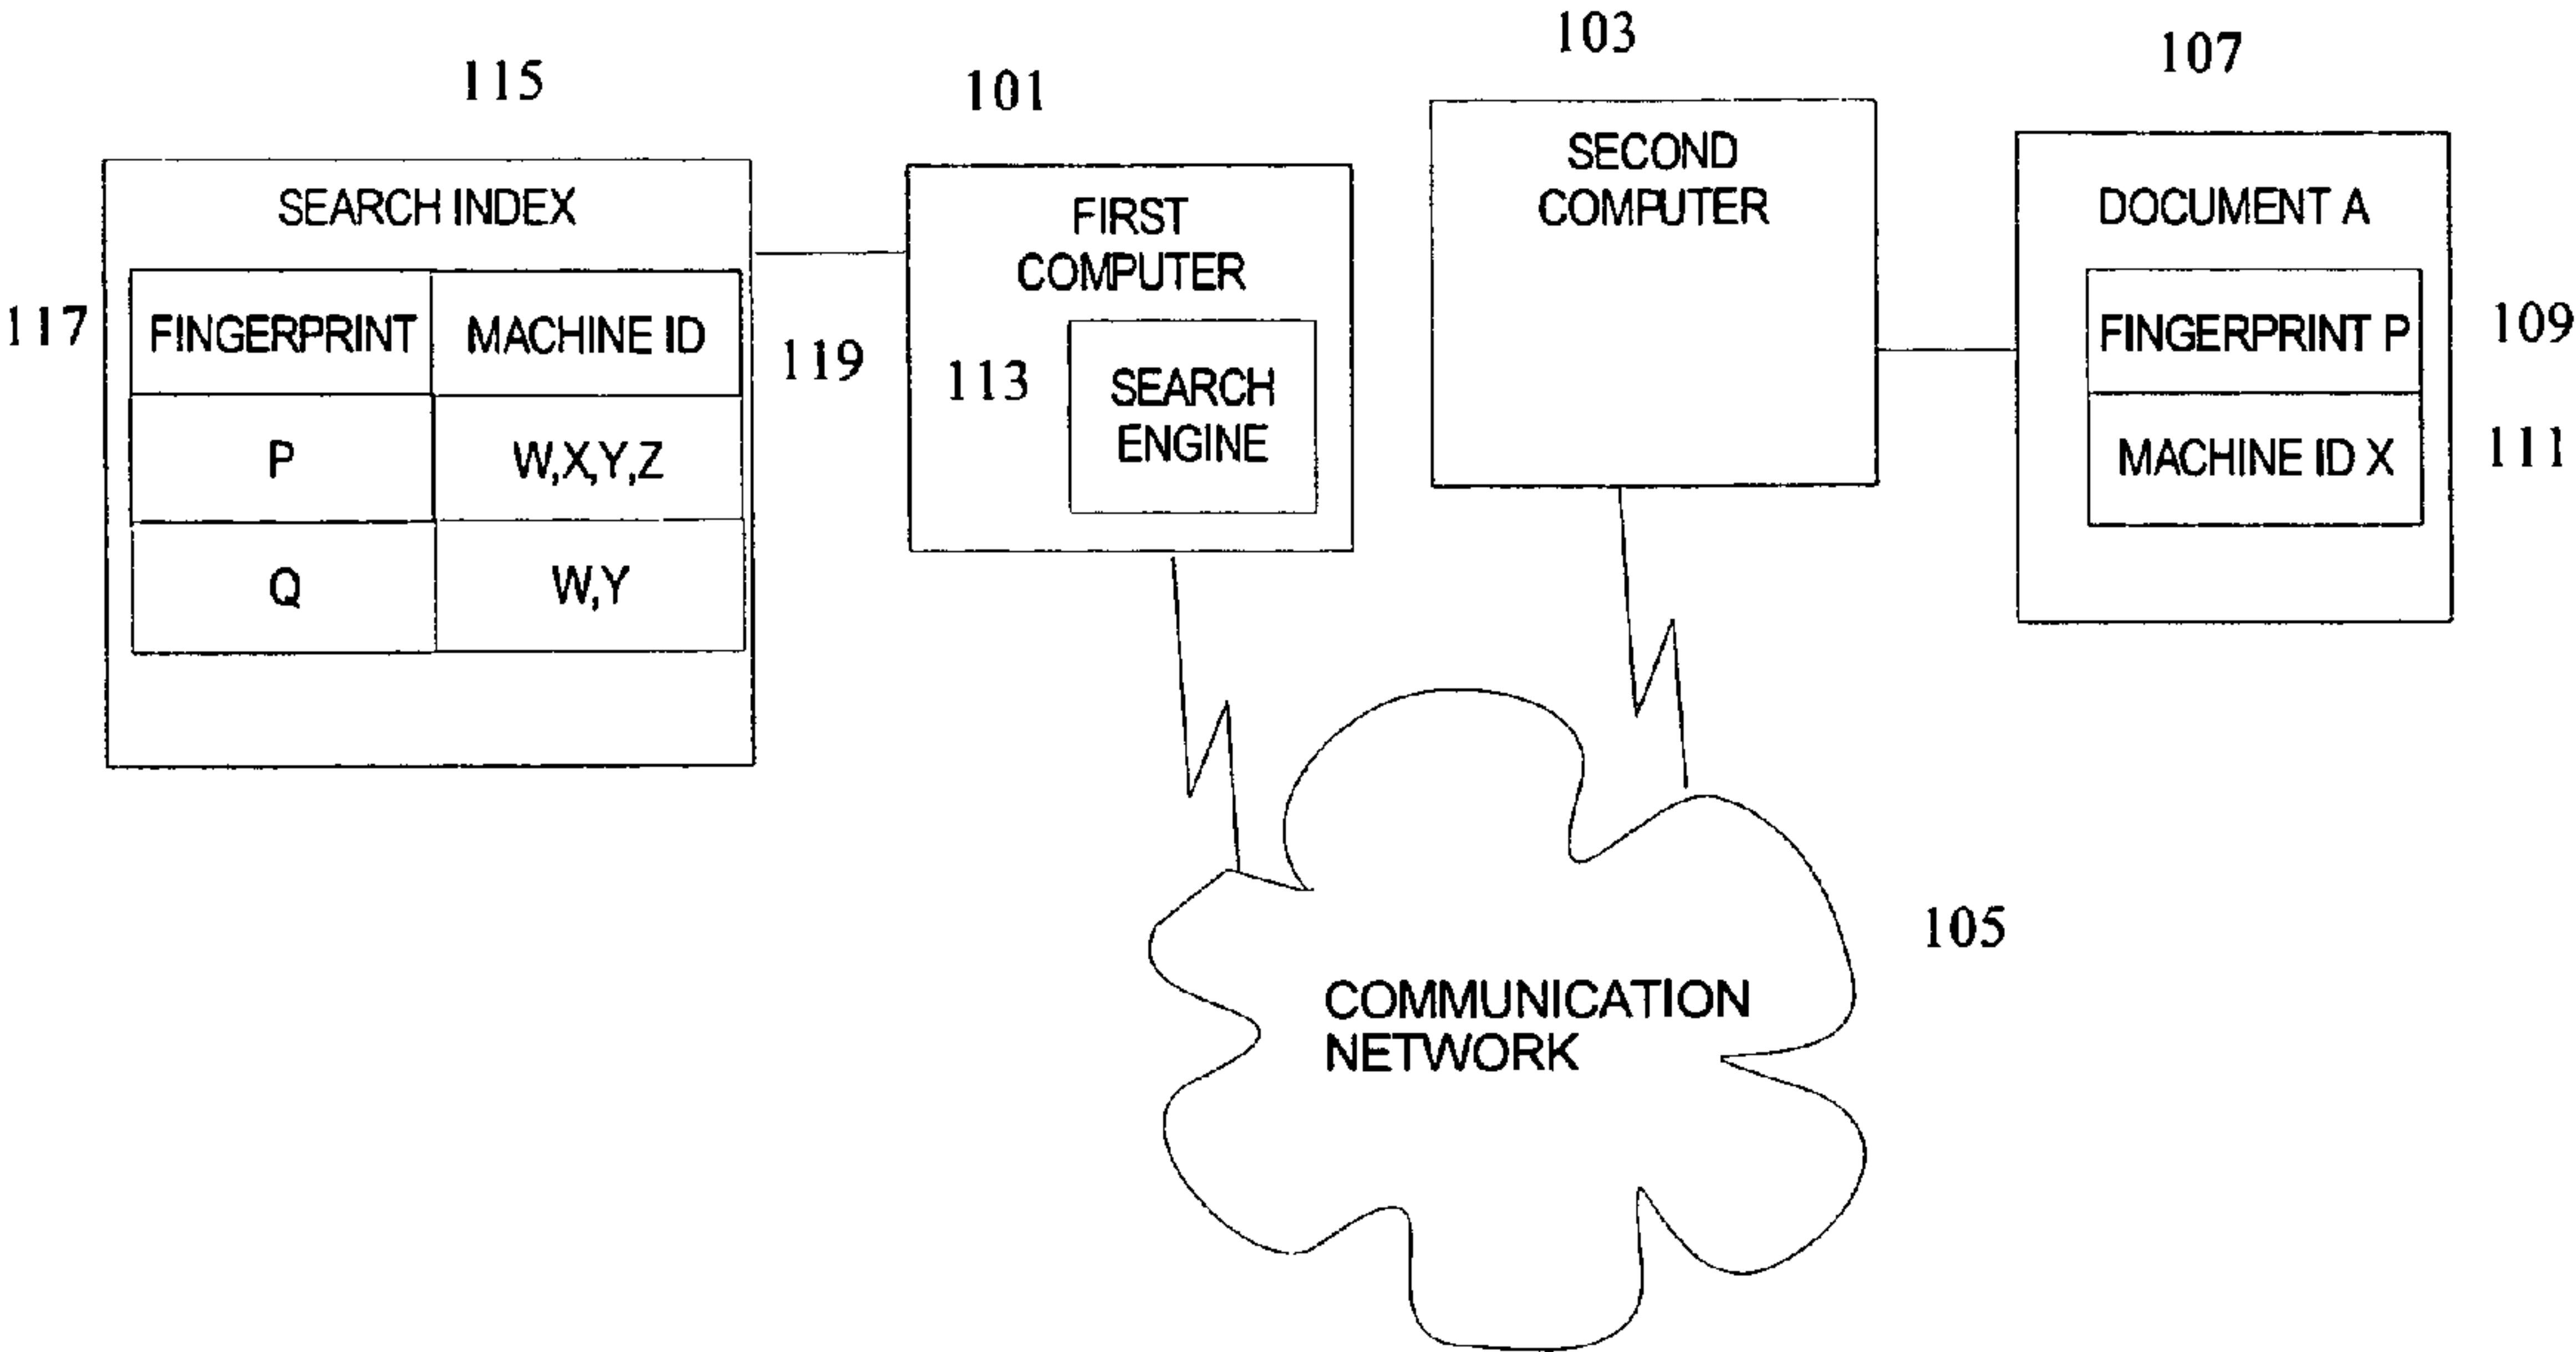 115
101
103
107
SEARCH INDEX
FINGERPRINT
MACHINE ID
P
W,X,Y,Z
Q
W,Y
117
119
FIRST
COMPUTER
113
SEARCH
ENGINE
SECOND
COMPUTER
DOCUMENT A
FINGERPRINT P
MACHINE ID X
109
111
105
COMMUNICATION
NETWORK